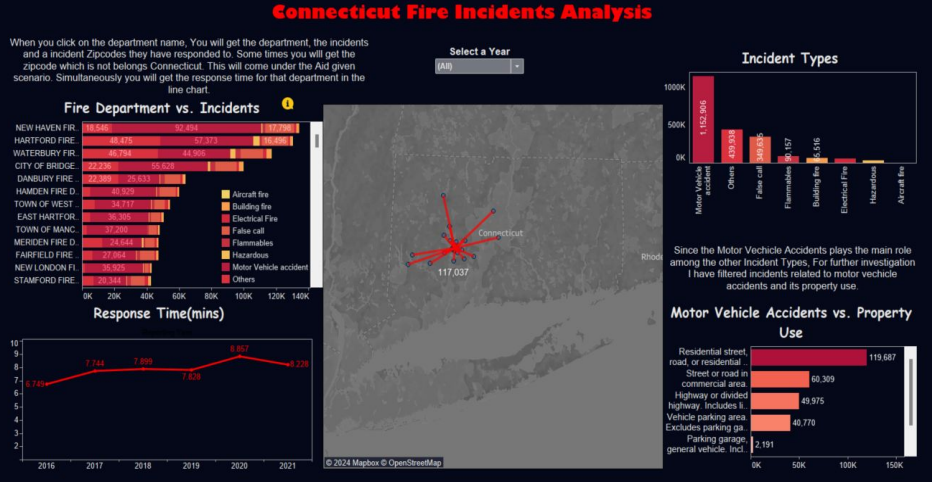 Connecticut Fire Incidents Analysis
When you click on the department name, You will get the department, the incidents
and a incident Zipcodes they have responded to. Some times you will get the
zipcode which is not belongs Connecticut. This will come under the Aid given
scenario. Simultaneously you will get the response time for that department in the
line chart.
Select a Year
(All)
Fire Department vs. Incidents
i
NEW HAVEN FIR.. 18,546 92,494 17,798
HARTFORD FIRE.. 48,475 57,373 16,496
WATERBURY FIR.. 46,794 44,906
CITY OF BRIDGE.. 22,236 55,628
DANBURY FIRE .. 22,389 25,633
HAMDEN FIRE D.. 40,929
TOWN OF WEST .. 34,717
EAST HARTFOR.. 36,305
TOWN OF MANC.. 37,200
MERIDEN FIRE D.. 24,644
FAIRFIELD FIRE .. 27,064
NEW LONDON FI.. 35,925
STAMFORD FIRE.. 20,344
0K 20K 40K 60K 80K 100K 120K 140K
Aircraft fire
Building fire
Electrical Fire
False call
Flammables
Hazardous
Motor Vehicle accident
Others
Response Time(mins)
10
9
8
7
6
5
4
3
2
6.749
7.744
7.899
7.820
8.867
8.228
2016 2017 2018 2019 2020 2021
Connecticut
Rhode
117,037
© 2024 Mapbox © OpenStreetMap
Incident Types
1000K
500K
0K
1,152,906
439,938
349,635
90,157
65,516
Motor Vehicle
accident
Others
False call
Flammables
Building fire
Electrical Fire
Hazardous
Aircraft fire
Since the Motor Vechicle Accidents plays the main role
among the other Incident Types, For further investigation
I have filtered incidents related to motor vechicle
accidents and its property use.
Motor Vehicle Accidents vs. Property
Use
Residential street,
road, or residential ..
119,687
Street or road in
commercial area.
60,309
Highway or divided
highway. Includes li..
49,975
Vehicle parking area.
Excludes parking ga..
40,770
Parking garage,
general vehicle. Incl..
2,191
0K 50K 100K 150K